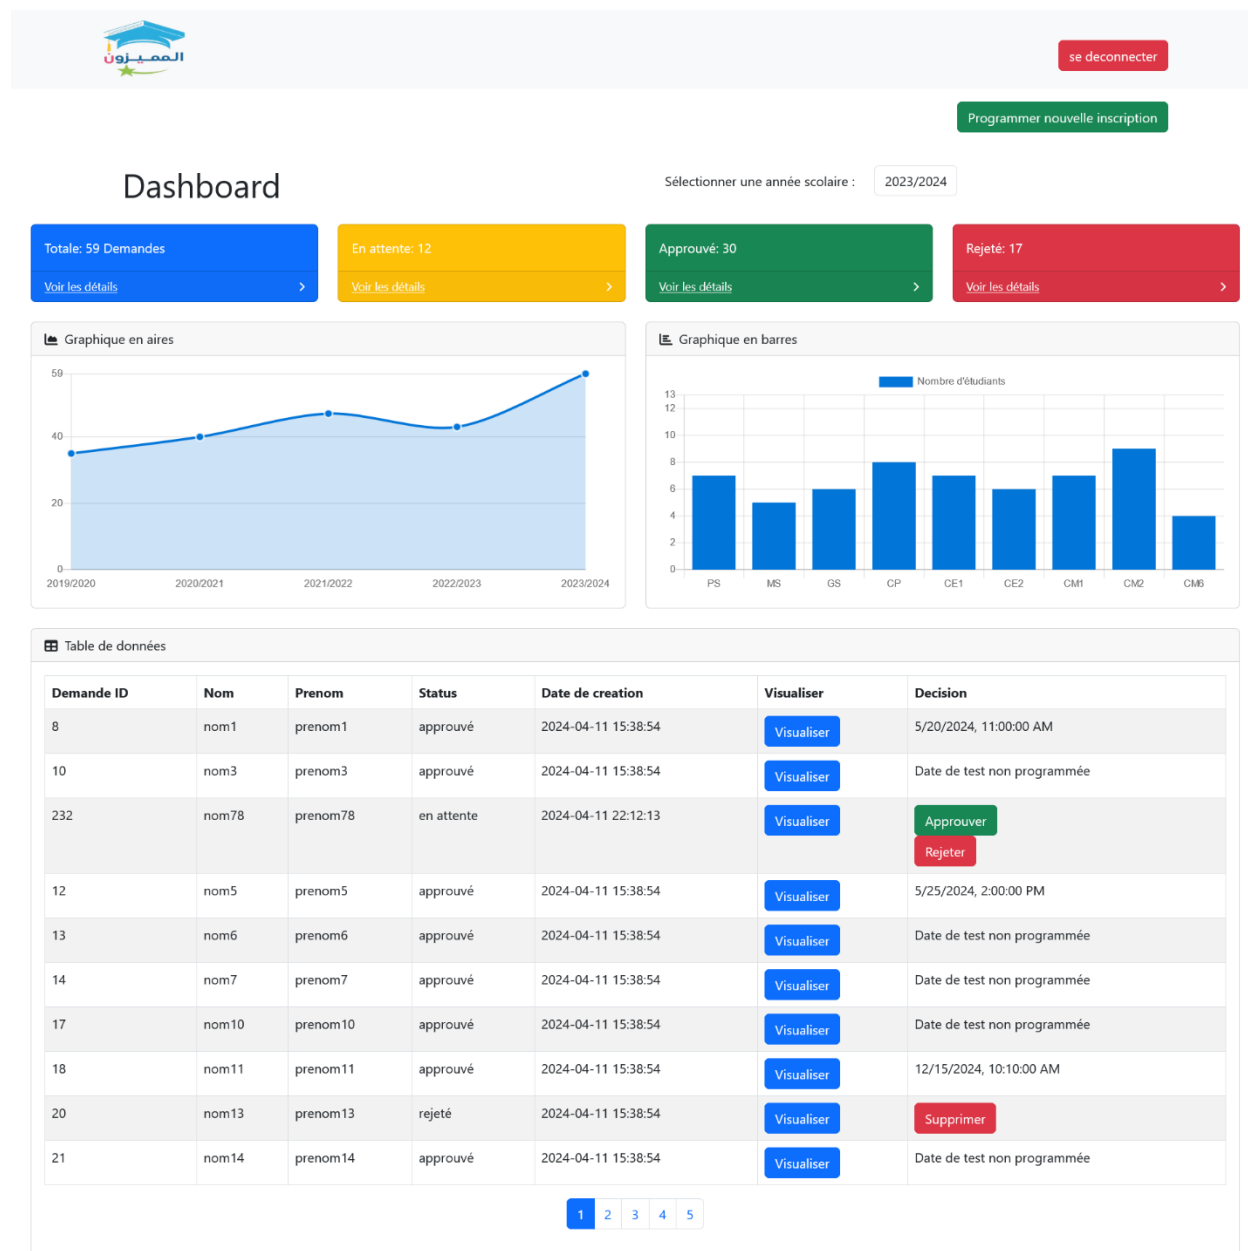 المميزون
se deconnecter
Programmer nouvelle inscription
Dashboard
Sélectionner une année scolaire : 2023/2024
Totale: 59 Demandes
Voir les détails
En attente: 12
Voir les détails
Approuvé: 30
Voir les détails
Rejeté: 17
Voir les détails
Graphique en aires
59
40
20
0
2019/2020 2020/2021 2021/2022 2022/2023 2023/2024
Graphique en barres
Nombre d'étudiants
13
12
10
8
6
4
2
0
PS MS GS CP CE1 CE2 CM1 CM2 CM6
Table de données
Demande ID Nom Prenom Status Date de creation Visualiser Decision
8 nom1 prenom1 approuvé 2024-04-11 15:38:54 Visualiser 5/20/2024, 11:00:00 AM
10 nom3 prenom3 approuvé 2024-04-11 15:38:54 Visualiser Date de test non programmée
232 nom78 prenom78 en attente 2024-04-11 22:12:13 Visualiser Approuver
Rejeter
12 nom5 prenom5 approuvé 2024-04-11 15:38:54 Visualiser 5/25/2024, 2:00:00 PM
13 nom6 prenom6 approuvé 2024-04-11 15:38:54 Visualiser Date de test non programmée
14 nom7 prenom7 approuvé 2024-04-11 15:38:54 Visualiser Date de test non programmée
17 nom10 prenom10 approuvé 2024-04-11 15:38:54 Visualiser Date de test non programmée
18 nom11 prenom11 approuvé 2024-04-11 15:38:54 Visualiser 12/15/2024, 10:10:00 AM
20 nom13 prenom13 rejeté 2024-04-11 15:38:54 Visualiser Supprimer
21 nom14 prenom14 approuvé 2024-04-11 15:38:54 Visualiser Date de test non programmée
1 2 3 4 5